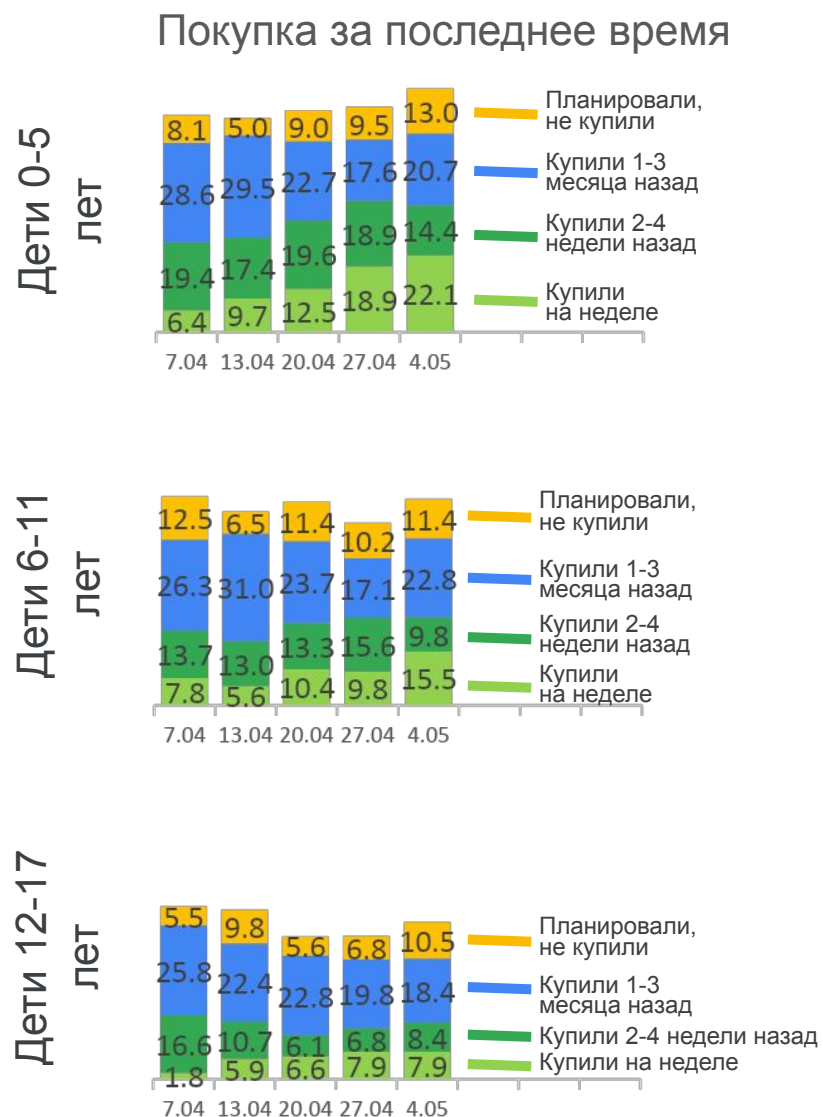 Покупка за последнее время
Дети 0-5
лет
8.1 5.0 9.0 9.5 13.0
28.6 29.5 22.7 17.6 20.7
19.4 17.4 19.6 18.9 14.4
6.4 9.7 12.5 18.9 22.1
7.04 13.04 20.04 27.04 4.05
Планировали,
не купили
Купили 1-3
месяца назад
Купили 2-4
недели назад
Купили
на неделе
Дети 6-11
лет
12.5 6.5 11.4 10.2 11.4
26.3 31.0 23.7 17.1 22.8
13.7 13.0 13.3 15.6 9.8
7.8 5.6 10.4 9.8 15.5
7.04 13.04 20.04 27.04 4.05
Планировали,
не купили
Купили 1-3
месяца назад
Купили 2-4
недели назад
Купили
на неделе
Дети 12-17
лет
5.5 9.8 5.6 6.8 10.5
25.8 22.4 22.8 19.8 18.4
16.6 10.7 6.1 6.8 8.4
1.8 5.9 6.6 7.9 7.9
7.04 13.04 20.04 27.04 4.05
Планировали,
не купили
Купили 1-3
месяца назад
Купили 2-4 недели назад
Купили на неделе